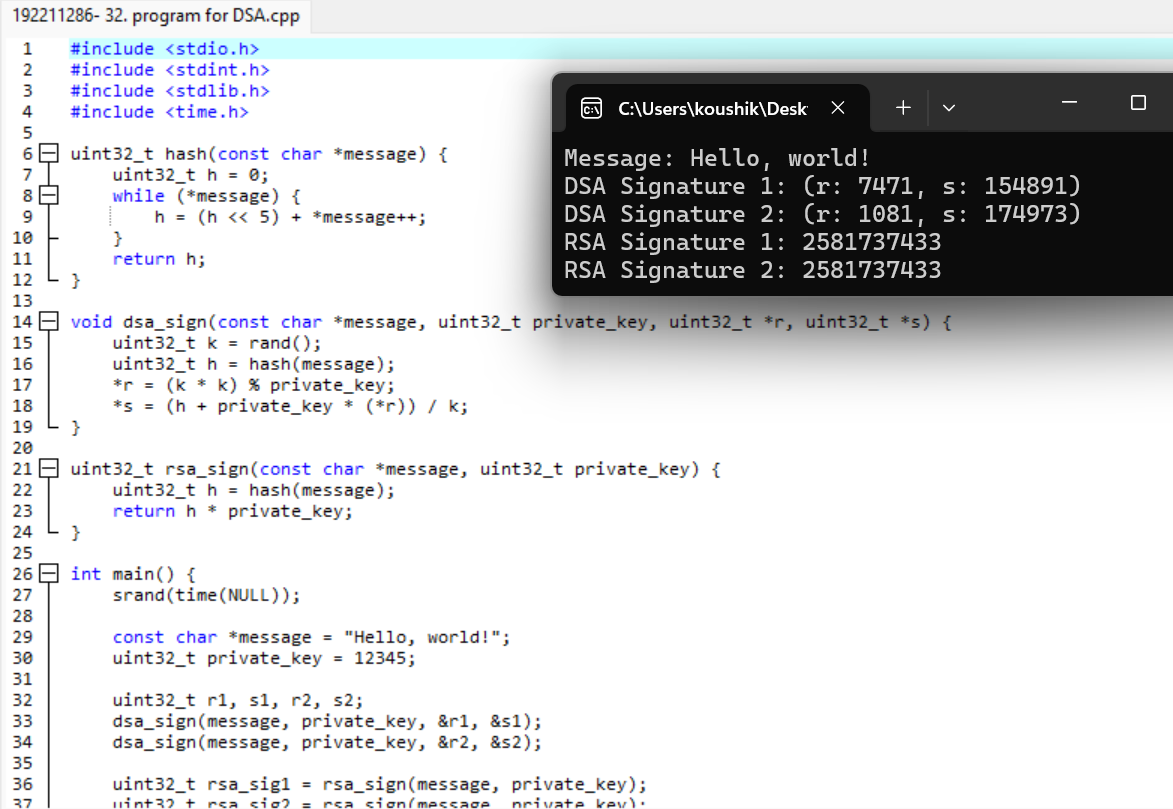 192211286- 32. program for DSA.cpp
1 #include <stdio.h>
2 #include <stdint.h>
3 #include <stdlib.h>
4 #include <time.h>
5
6 uint32_t hash(const char *message) {
7 uint32_t h = 0;
8 while (*message) {
9 h = (h << 5) + *message++;
10 }
11 return h;
12 }
13
14 void dsa_sign(const char *message, uint32_t private_key, uint32_t *r, uint32_t *s) {
15 uint32_t k = rand();
16 uint32_t h = hash(message);
17 *r = (k * k) % private_key;
18 *s = (h + private_key * (*r)) / k;
19 }
20
21 uint32_t rsa_sign(const char *message, uint32_t private_key) {
22 uint32_t h = hash(message);
23 return h * private_key;
24 }
25
26 int main() {
27 srand(time(NULL));
28
29 const char *message = "Hello, world!";
30 uint32_t private_key = 12345;
31
32 uint32_t r1, s1, r2, s2;
33 dsa_sign(message, private_key, &r1, &s1);
34 dsa_sign(message, private_key, &r2, &s2);
35
36 uint32_t rsa_sig1 = rsa_sign(message, private_key);
37 uint32_t rsa_sig2 = rsa_sign(message, private_key);
C:\Users\koushik\Desk
Message: Hello, world!
DSA Signature 1: (r: 7471, s: 154891)
DSA Signature 2: (r: 1081, s: 174973)
RSA Signature 1: 2581737433
RSA Signature 2: 2581737433